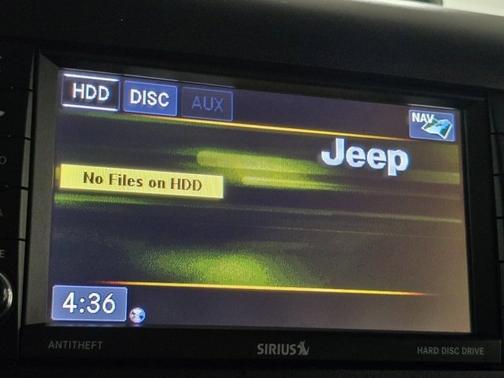 HDD DISC AUX
NAV
Jeep
No Files on HDD
4:36
ANTITHEFT SIRIUS HARD DISC DRIVE